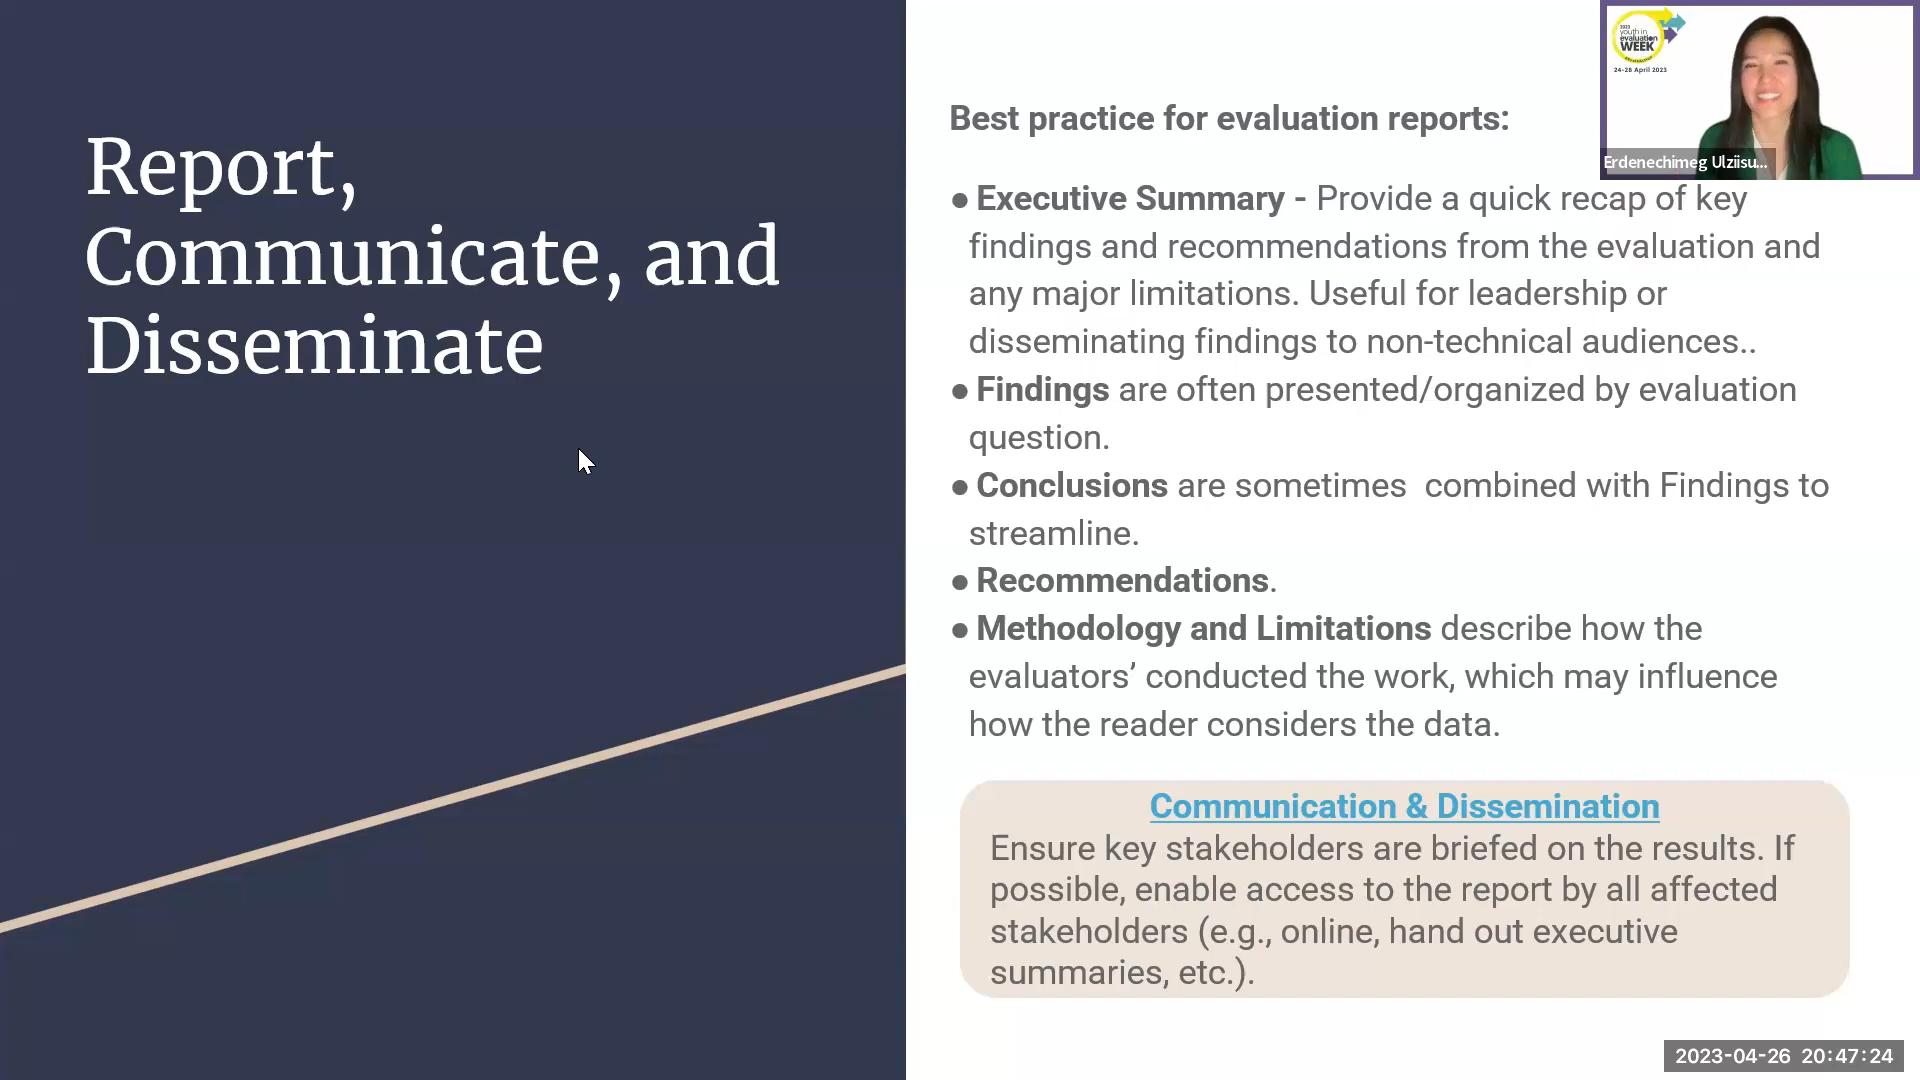 Report,
Communicate, and
Disseminate
Best practice for evaluation reports:
● Executive Summary - Provide a quick recap of key
findings and recommendations from the evaluation and
any major limitations. Useful for leadership or
disseminating findings to non-technical audiences..
● Findings are often presented/organized by evaluation
question.
● Conclusions are sometimes  combined with Findings to
streamline.
● Recommendations.
● Methodology and Limitations describe how the
evaluators’ conducted the work, which may influence
how the reader considers the data.
Communication & Dissemination
Ensure key stakeholders are briefed on the results. If
possible, enable access to the report by all affected
stakeholders (e.g., online, hand out executive
summaries, etc.).
2023
youth in
evaluation
WEEK
24-28 April 2023
Erdenechimeg Ulziisu...
2023-04-26 20:47:24